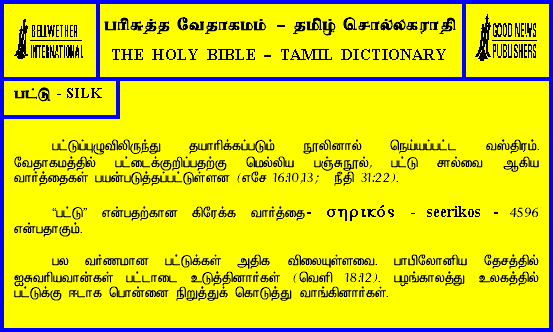 BELLWETHER
INTERNATIONAL
பரிசுத்த வேதாகமம் – தமிழ் சொல்லகராதி
THE HOLY BIBLE – TAMIL DICTIONARY
GOOD NEWS
PUBLISHERS
பட்டு - SILK
பட்டுப்புழுவிலிருந்து தயாரிக்கப்படும் நூலினால் நெய்யப்பட்ட வஸ்திரம்.
வேதாகமத்தில் பட்டைக்குறிப்பதற்கு மெல்லிய பஞ்சுநூல், பட்டு சால்வை ஆகிய
வார்த்தைகள் பயன்படுத்தப்பட்டுள்ளன (எசே 16:10,13; நீதி 31:22).
“பட்டு” என்பதற்கான கிரேக்க வார்த்தை- σηρικός - seerikos - 4596
என்பதாகும்.
பல வர்ணமான பட்டுக்கள் அதிக விலையுள்ளவை. பாபிலோனிய தேசத்தில்
ஐசுவரியவான்கள் பட்டாடை உடுத்தினார்கள் (வெளி 18:12). பழங்காலத்து உலகத்தில்
பட்டுக்கு ஈடாக பொன்னை நிறுத்துக் கொடுத்து வாங்கினார்கள்.